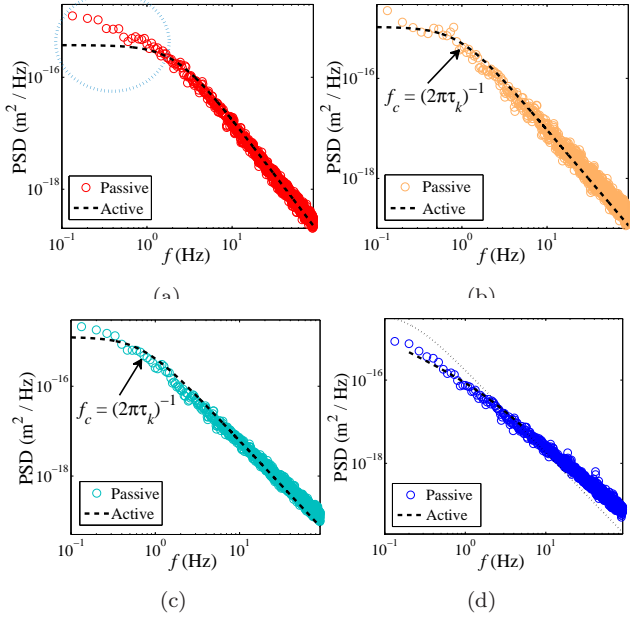 PSD (m² / Hz)
10⁻¹⁶
10⁻¹⁸
Passive
Active
10⁻¹ 10⁰ 10¹
f (Hz)
(a)
PSD (m² / Hz)
10⁻¹⁶
10⁻¹⁸
f_c = (2πτ_k)⁻¹
Passive
Active
10⁻¹ 10⁰ 10¹
f (Hz)
(b)
PSD (m² / Hz)
10⁻¹⁶
10⁻¹⁸
f_c = (2πτ_k)⁻¹
Passive
Active
10⁻¹ 10⁰ 10¹
f (Hz)
(c)
PSD (m² / Hz)
10⁻¹⁶
10⁻¹⁸
Passive
Active
10⁻¹ 10⁰ 10¹
f (Hz)
(d)